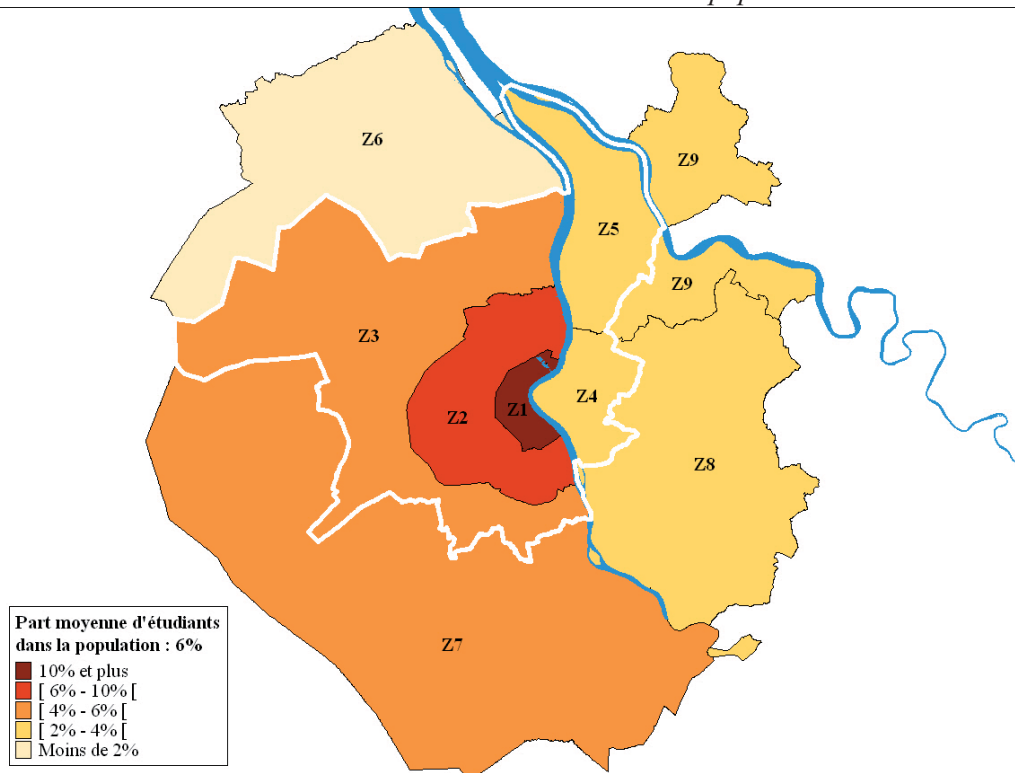 Z6
Z9
Z5
Z9
Z3
Z4
Z1
Z2
Z8
Z7
Part moyenne d'étudiants
dans la population : 6%
10% et plus
[ 6% - 10% [
[ 4% - 6% [
[ 2% - 4% [
Moins de 2%